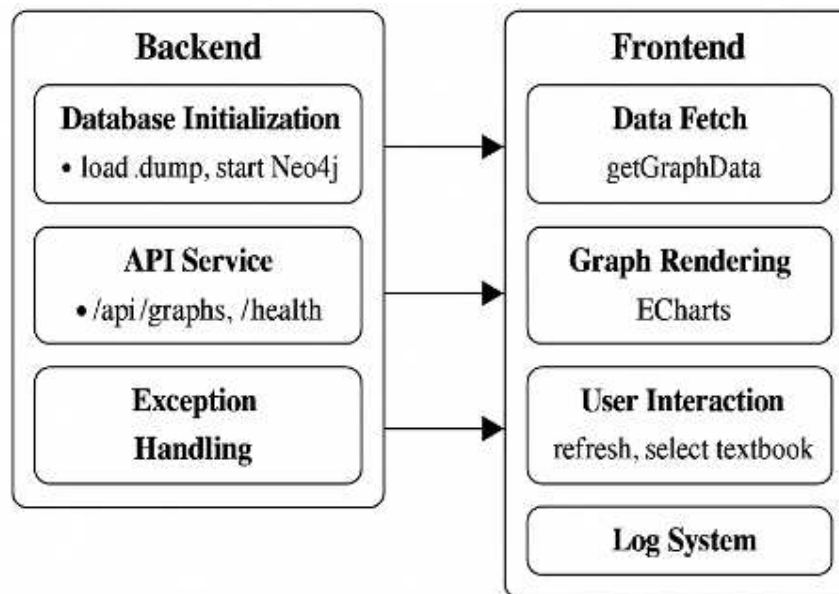 Backend
Database Initialization
• load .dump, start Neo4j
API Service
• /api/graphs, /health
Exception
Handling
Frontend
Data Fetch
getGraphData
Graph Rendering
ECharts
User Interaction
refresh, select textbook
Log System